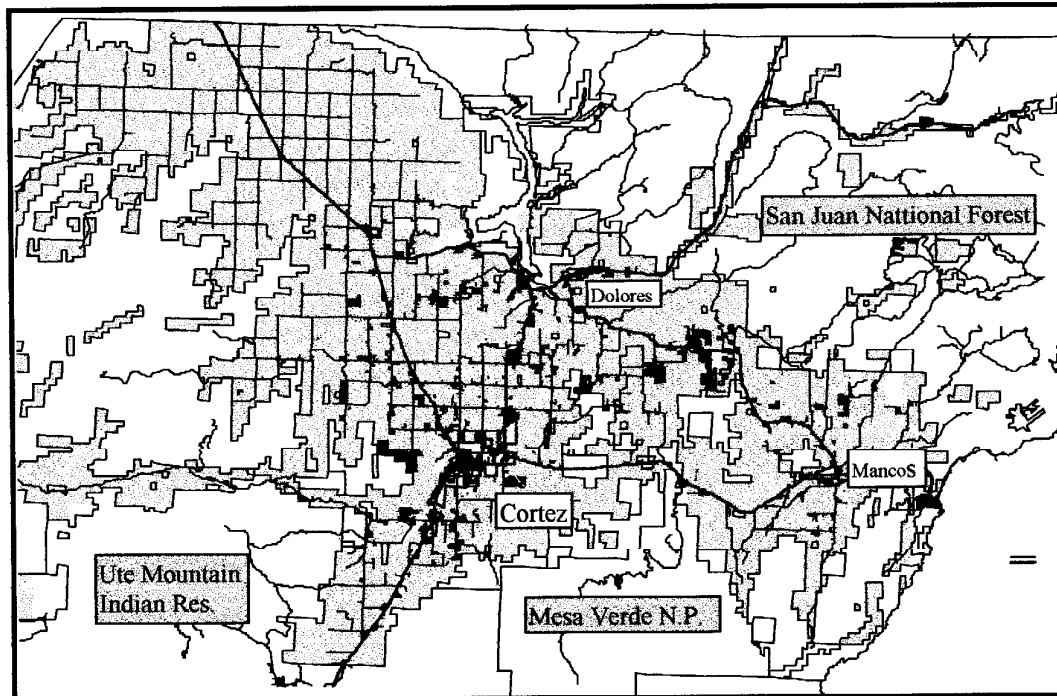 San Juan Nattional Forest
Dolores
MancoS
Cortez
Ute Mountain
Indian Res.
Mesa Verde N.P.